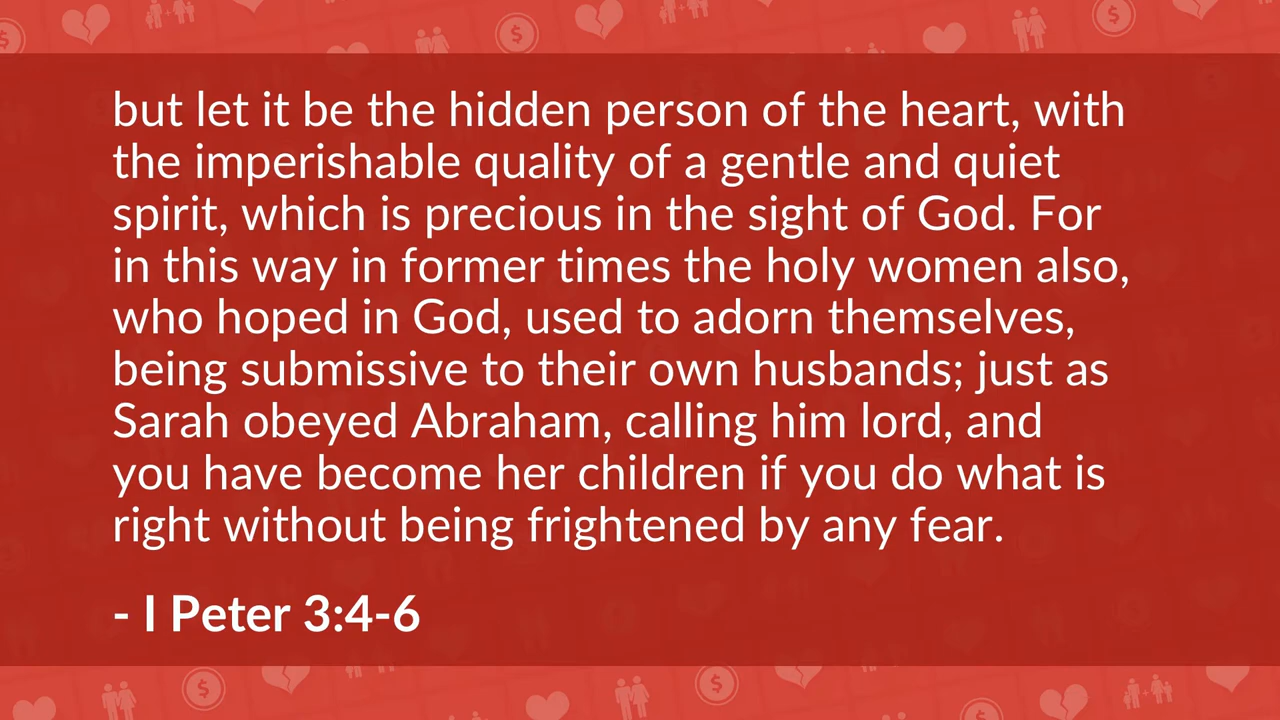 but let it be the hidden person of the heart, with
the imperishable quality of a gentle and quiet
spirit, which is precious in the sight of God. For
in this way in former times the holy women also,
who hoped in God, used to adorn themselves,
being submissive to their own husbands; just as
Sarah obeyed Abraham, calling him lord, and
you have become her children if you do what is
right without being frightened by any fear.
- I Peter 3:4-6